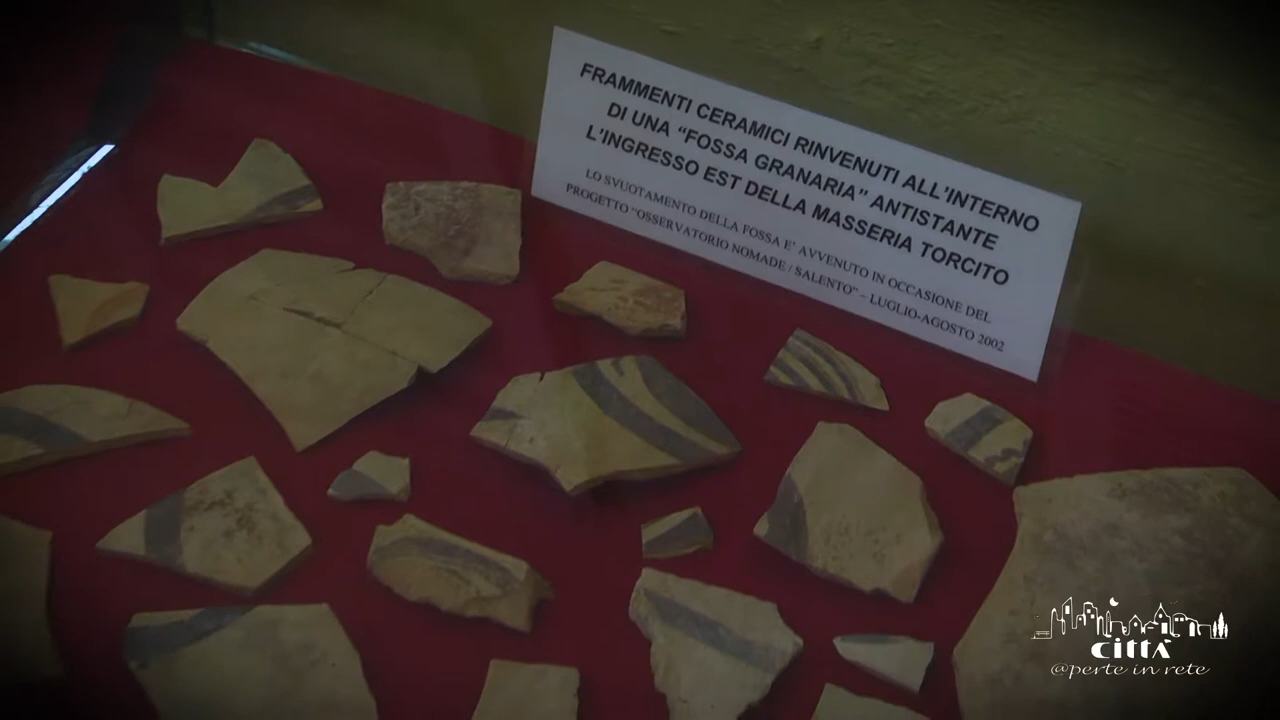 FRAMMENTI CERAMICI RINVENUTI ALL'INTERNO
DI UNA “FOSSA GRANARIA” ANTISTANTE
L'INGRESSO EST DELLA MASSERIA TORCITO
LO SVUOTAMENTO DELLA FOSSA E' AVVENUTO IN OCCASIONE DEL
PROGETTO “OSSERVATORIO NOMADE / SALENTO” – LUGLIO-AGOSTO 2002
CITTÀ
@perte in rete